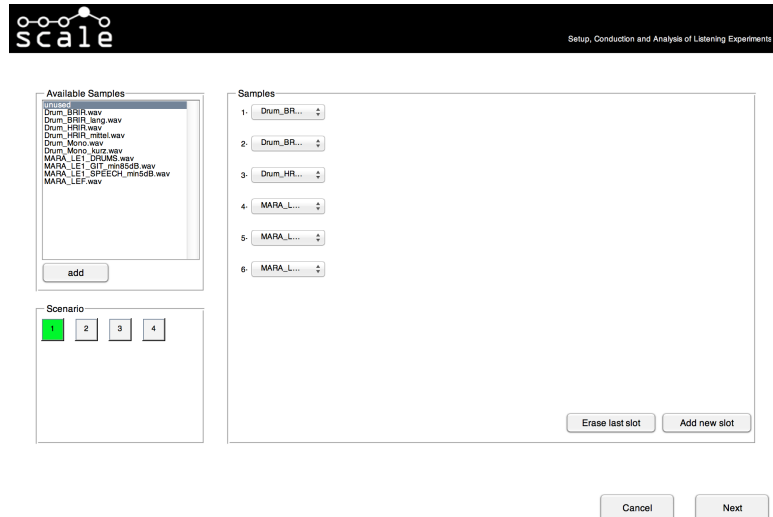 scale
Setup, Conduction and Analysis of Listening Experiments
Available Samples
unused
Drum_BRIR.wav
Drum_BRIR_lang.wav
Drum_HRIR.wav
Drum_HRIR_mittel.wav
Drum_Mono.wav
Drum_Mono_kurz.wav
MARA_LE1_DRUMS.wav
MARA_LE1_GIT_min85dB.wav
MARA_LE1_SPEECH_min5dB.wav
MARA_LEF.wav
add
Scenario
1 2 3 4
Samples
1. Drum_BR...
2. Drum_BR...
3. Drum_HR...
4. MARA_L...
5. MARA_L...
6. MARA_L...
Erase last slot Add new slot
Cancel Next